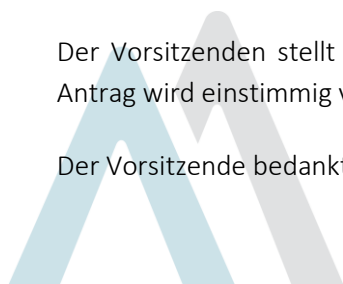 Der Vorsitzenden stellt
Antrag wird einstimmig
Der Vorsitzende bedankt